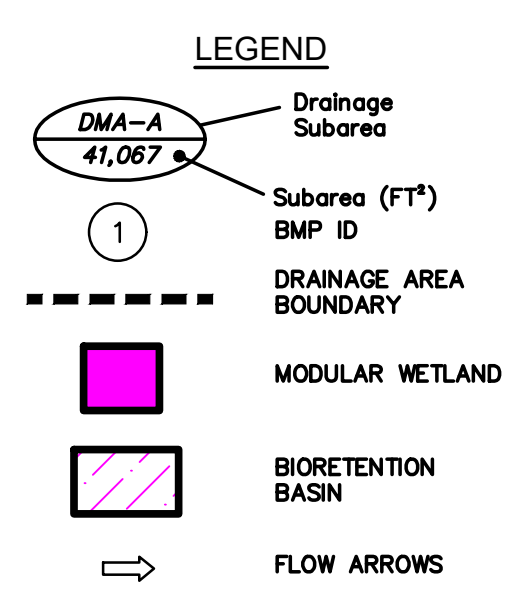 LEGEND
DMA-A
41,067
Drainage
Subarea
Subarea (FT²)
1
BMP ID
DRAINAGE AREA
BOUNDARY
MODULAR WETLAND
BIORETENTION
BASIN
FLOW ARROWS